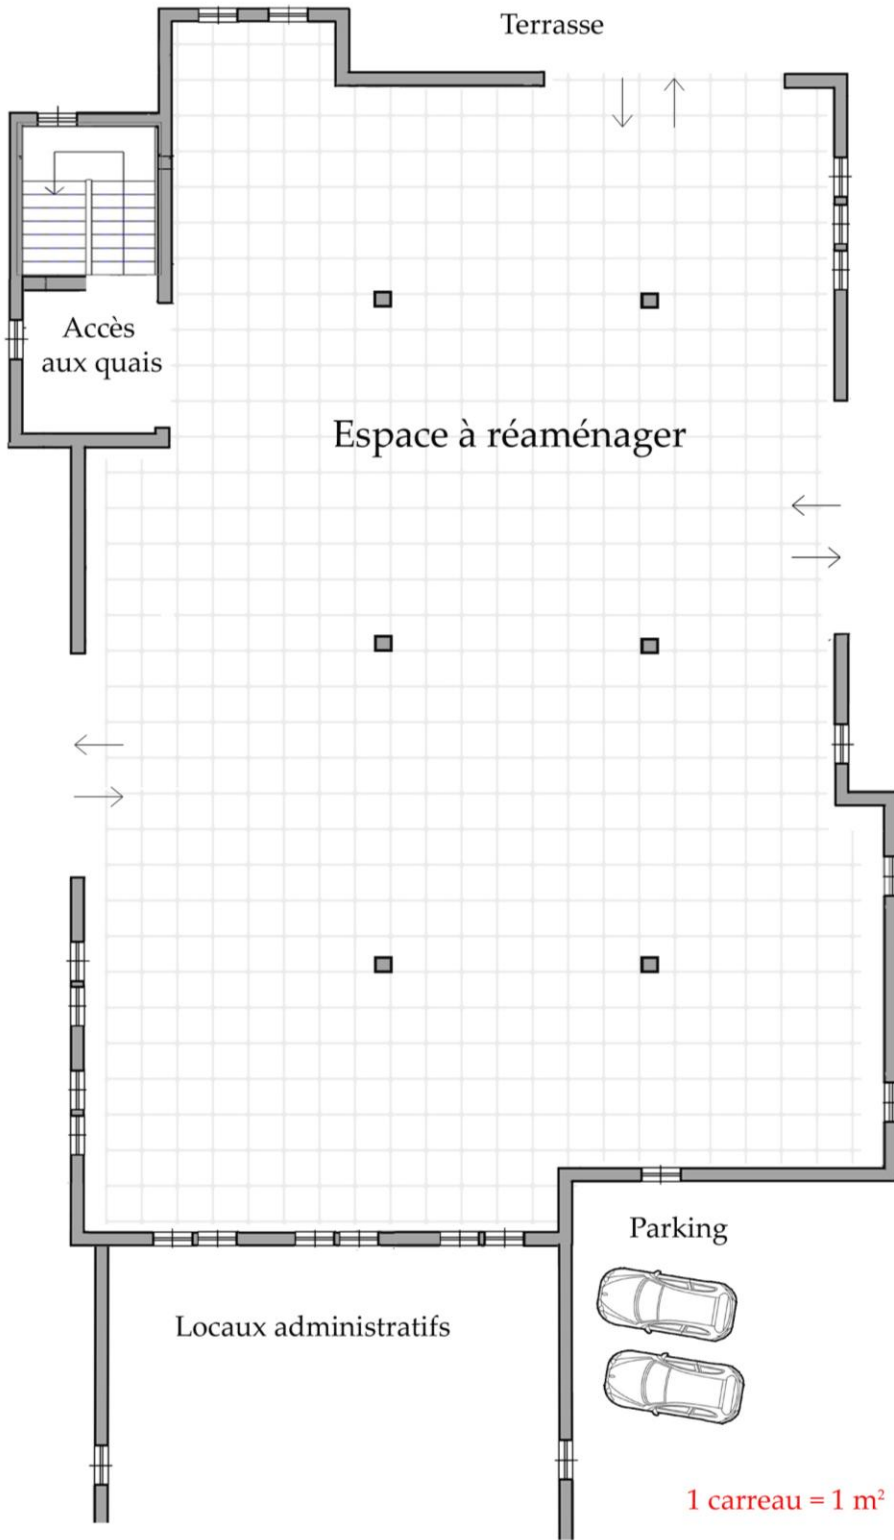 Terrasse
Accès
aux quais
Espace à réaménager
Parking
Locaux administratifs
1 carreau = 1 m²